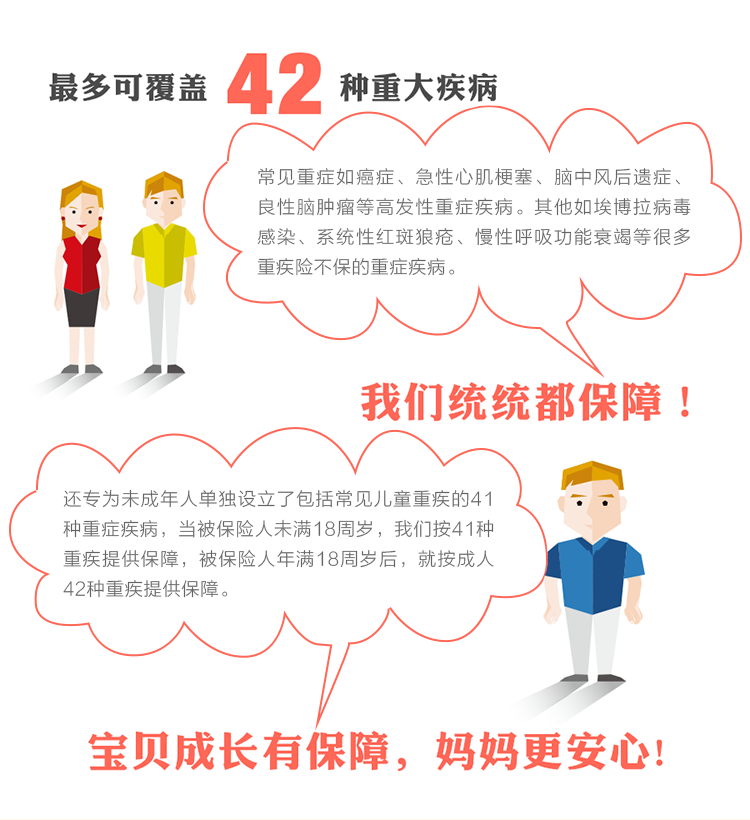 最多可覆盖 42 种重大疾病
常见重症如癌症、急性心肌梗塞、脑中风后遗症、
良性脑肿瘤等高发性重症疾病。其他如埃博拉病毒
感染、系统性红斑狼疮、慢性呼吸功能衰竭等很多
重疾险不保的重症疾病。
我们统统都保障！
还专为未成年人单独设立了包括常见儿童重疾的41
种重症疾病，当被保险人未满18周岁，我们按41种
重疾提供保障，被保险人年满18周岁后，就按成人
42种重疾提供保障。
宝贝成长有保障，妈妈更安心!